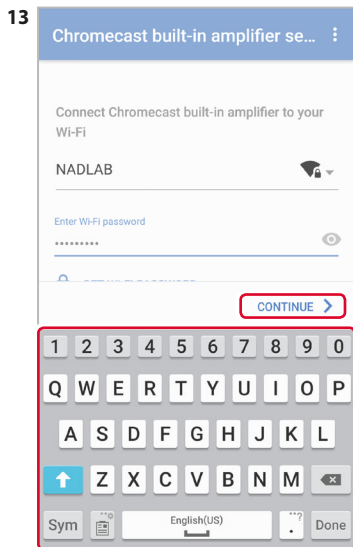 13
Chromecast built-in amplifier se...
Connect Chromecast built-in amplifier to your
Wi-Fi
NADLAB
Enter Wi-Fi password
•••••••••
CONTINUE
1 2 3 4 5 6 7 8 9 0
Q W E R T Y U I O P
A S D F G H J K L
Z X C V B N M
Sym English(US) . Done